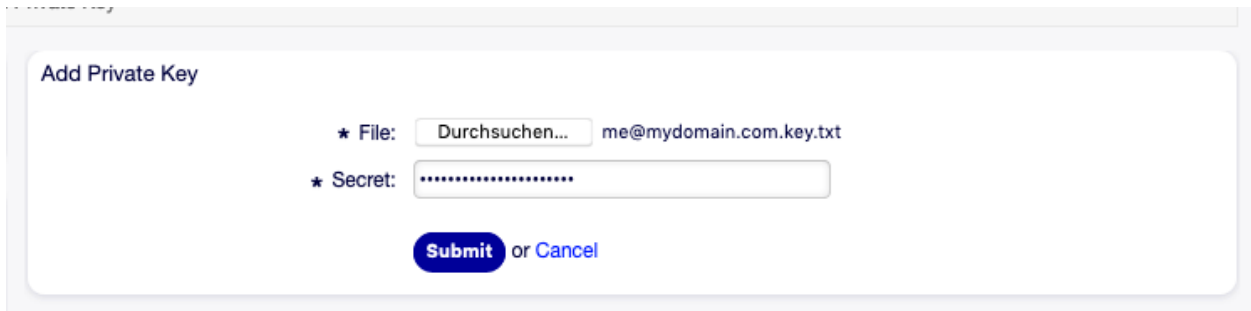 Add Private Key
★ File: Durchsuchen... me@mydomain.com.key.txt
★ Secret: ••••••••••••••••••••••
Submit or Cancel